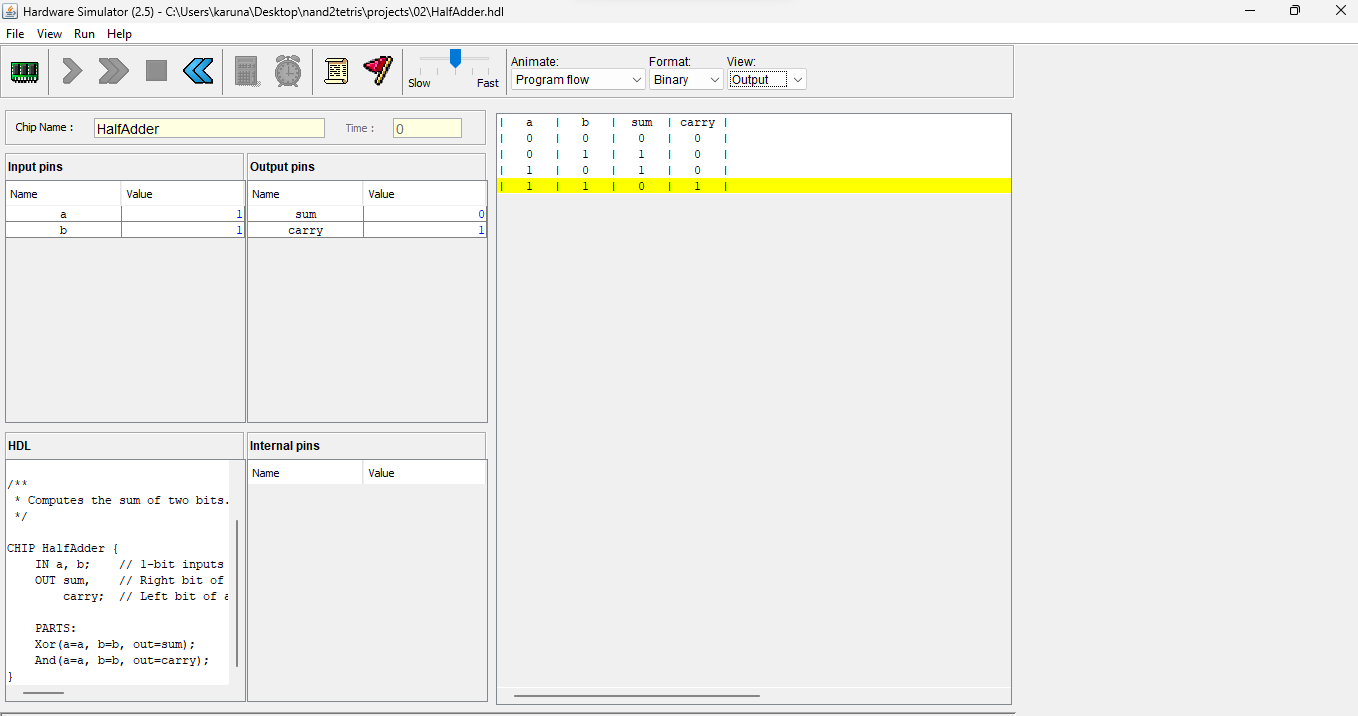 Hardware Simulator (2.5) - C:\Users\karuna\Desktop\nand2tetris\projects\02\HalfAdder.hdl
File View Run Help
Slow Fast
Animate: Format: View:
Program flow Binary Output
Chip Name : HalfAdder Time : 0
Input pins Output pins
Name Value Name Value
a 1 sum 0
b 1 carry 1
| a | b | sum | carry |
| 0 | 0 | 0 | 0 |
| 0 | 1 | 1 | 0 |
| 1 | 0 | 1 | 0 |
| 1 | 1 | 0 | 1 |
HDL
/**
* Computes the sum of two bits.
*/
CHIP HalfAdder {
IN a, b; // 1-bit inputs
OUT sum, // Right bit of
carry; // Left bit of
PARTS:
Xor(a=a, b=b, out=sum);
And(a=a, b=b, out=carry);
}
Internal pins
Name Value